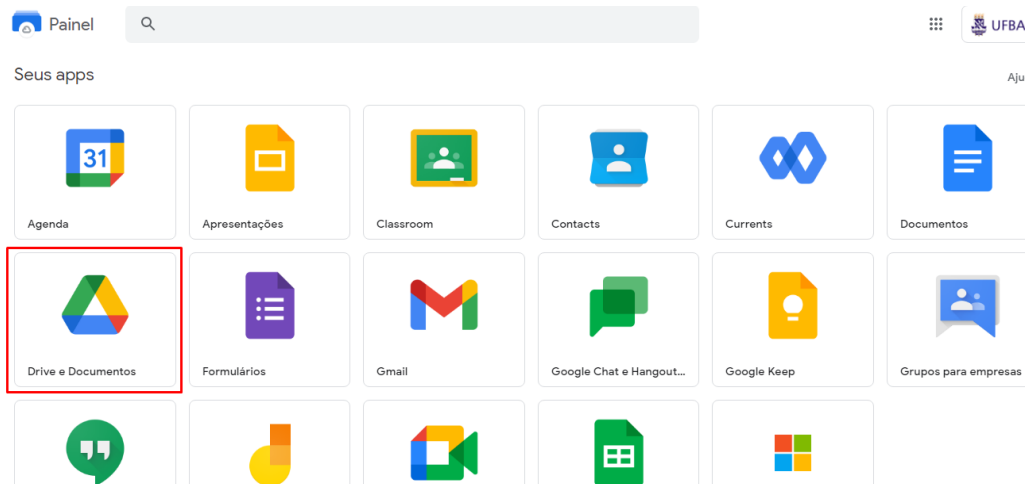 Painel
UFBA
Seus apps
Aju
31
Agenda
Apresentações
Classroom
Contacts
Currents
Documentos
Drive e Documentos
Formulários
Gmail
Google Chat e Hangout...
Google Keep
Grupos para empresas